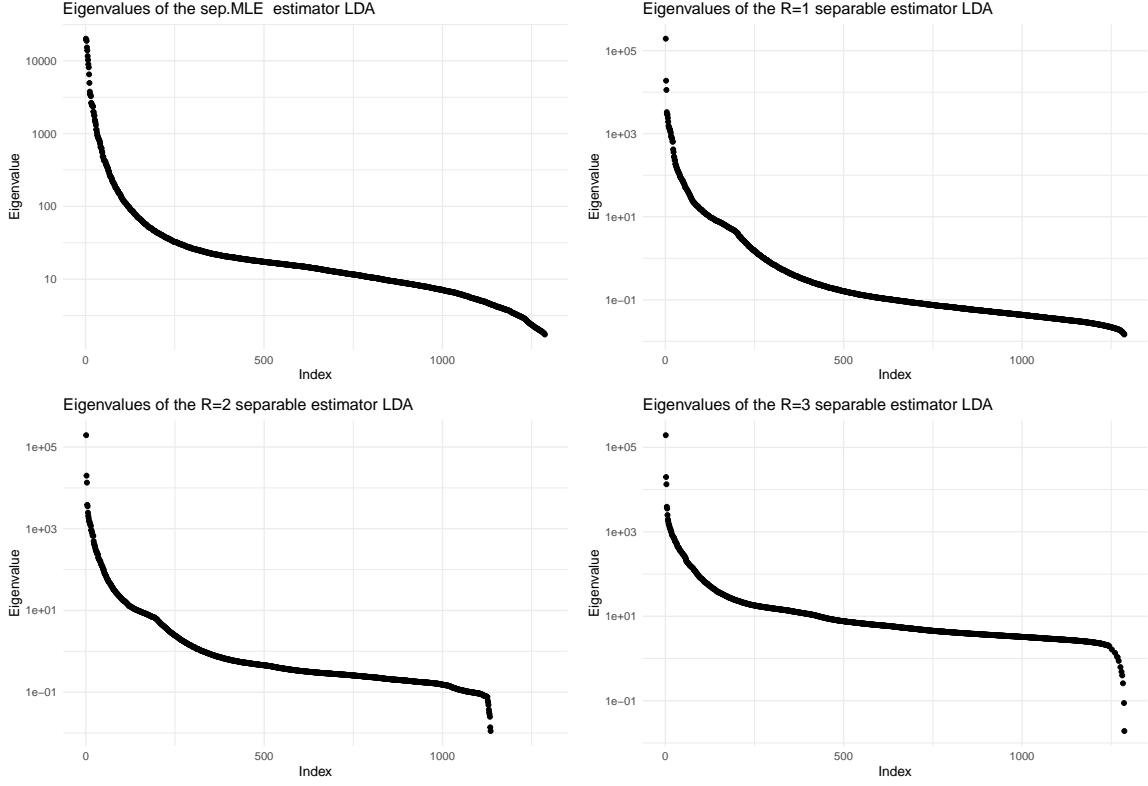 Eigenvalues of the sep.MLE  estimator LDA
10000
1000
100
10
Eigenvalue
0
500
1000
Index
Eigenvalues of the R=1 separable estimator LDA
1e+05
1e+03
1e+01
1e−01
Eigenvalue
0
500
1000
Index
Eigenvalues of the R=2 separable estimator LDA
1e+05
1e+03
1e+01
1e−01
Eigenvalue
0
500
1000
Index
Eigenvalues of the R=3 separable estimator LDA
1e+05
1e+03
1e+01
1e−01
Eigenvalue
0
500
1000
Index